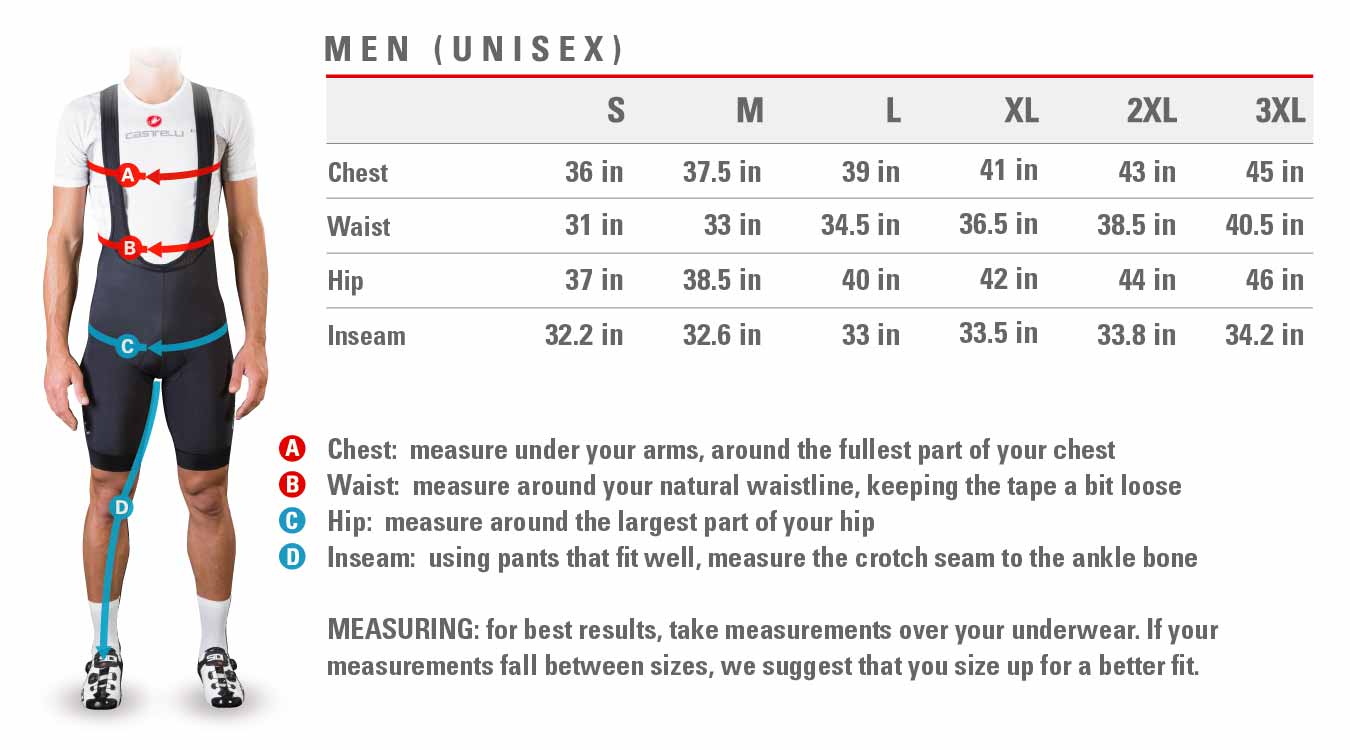 MEN (UNISEX)
S M L XL 2XL 3XL
Chest 36 in 37.5 in 39 in 41 in 43 in 45 in
Waist 31 in 33 in 34.5 in 36.5 in 38.5 in 40.5 in
Hip 37 in 38.5 in 40 in 42 in 44 in 46 in
Inseam 32.2 in 32.6 in 33 in 33.5 in 33.8 in 34.2 in
CASTELLI
A
B
C
D
A Chest: measure under your arms, around the fullest part of your chest
B Waist: measure around your natural waistline, keeping the tape a bit loose
C Hip: measure around the largest part of your hip
D Inseam: using pants that fit well, measure the crotch seam to the ankle bone
MEASURING: for best results, take measurements over your underwear. If your
measurements fall between sizes, we suggest that you size up for a better fit.